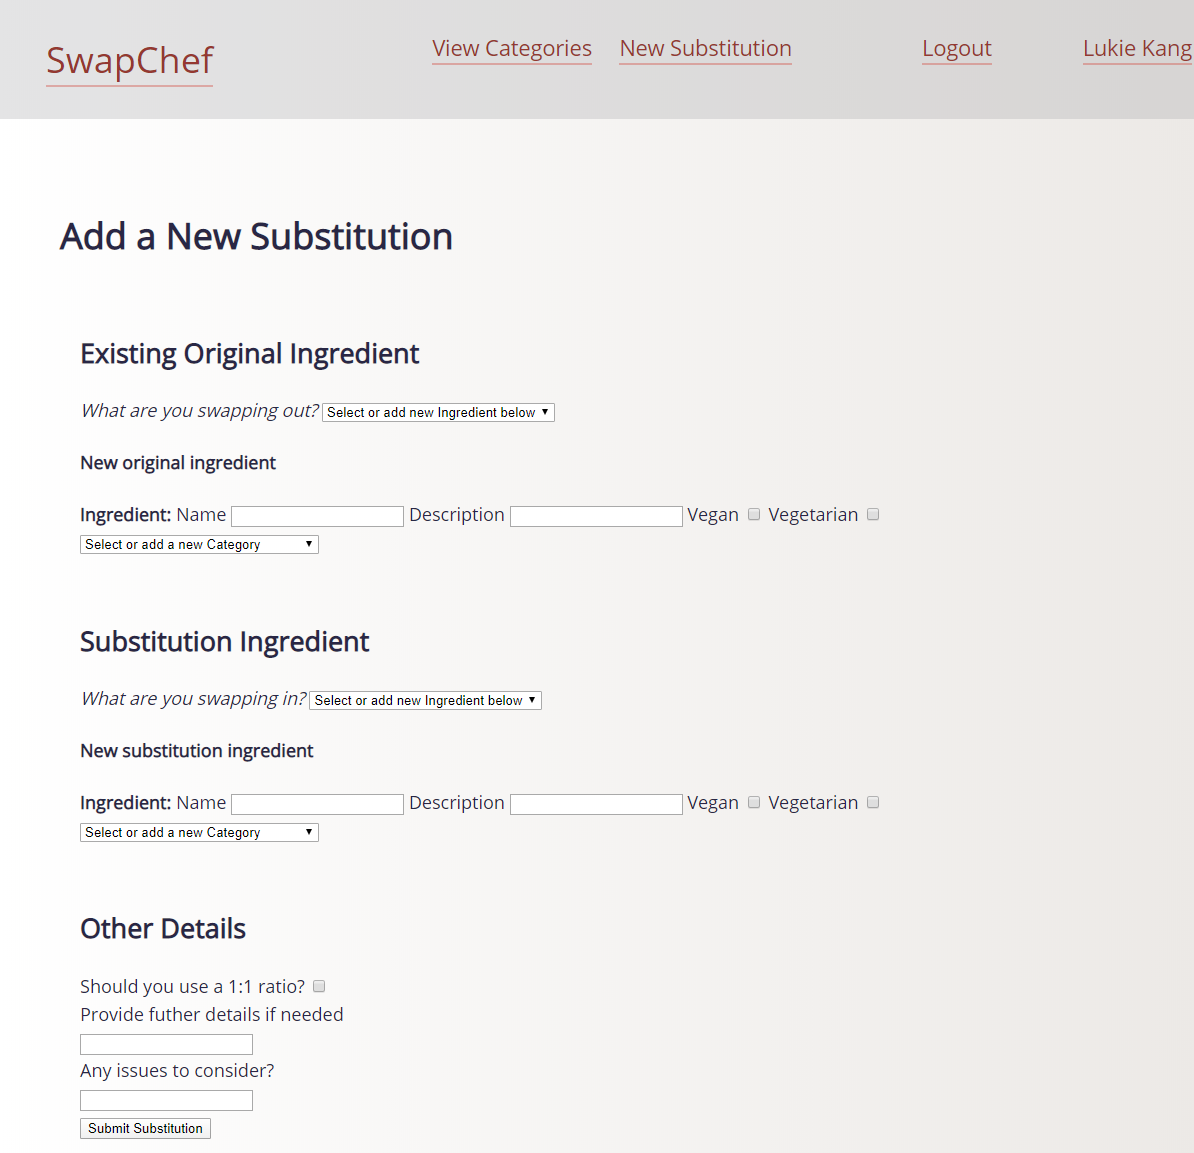 SwapChef View Categories New Substitution Logout Lukie Kang
Add a New Substitution
Existing Original Ingredient
What are you swapping out? Select or add new Ingredient below
New original ingredient
Ingredient: Name Description Vegan Vegetarian
Select or add a new Category
Substitution Ingredient
What are you swapping in? Select or add new Ingredient below
New substitution ingredient
Ingredient: Name Description Vegan Vegetarian
Select or add a new Category
Other Details
Should you use a 1:1 ratio?
Provide futher details if needed
Any issues to consider?
Submit Substitution